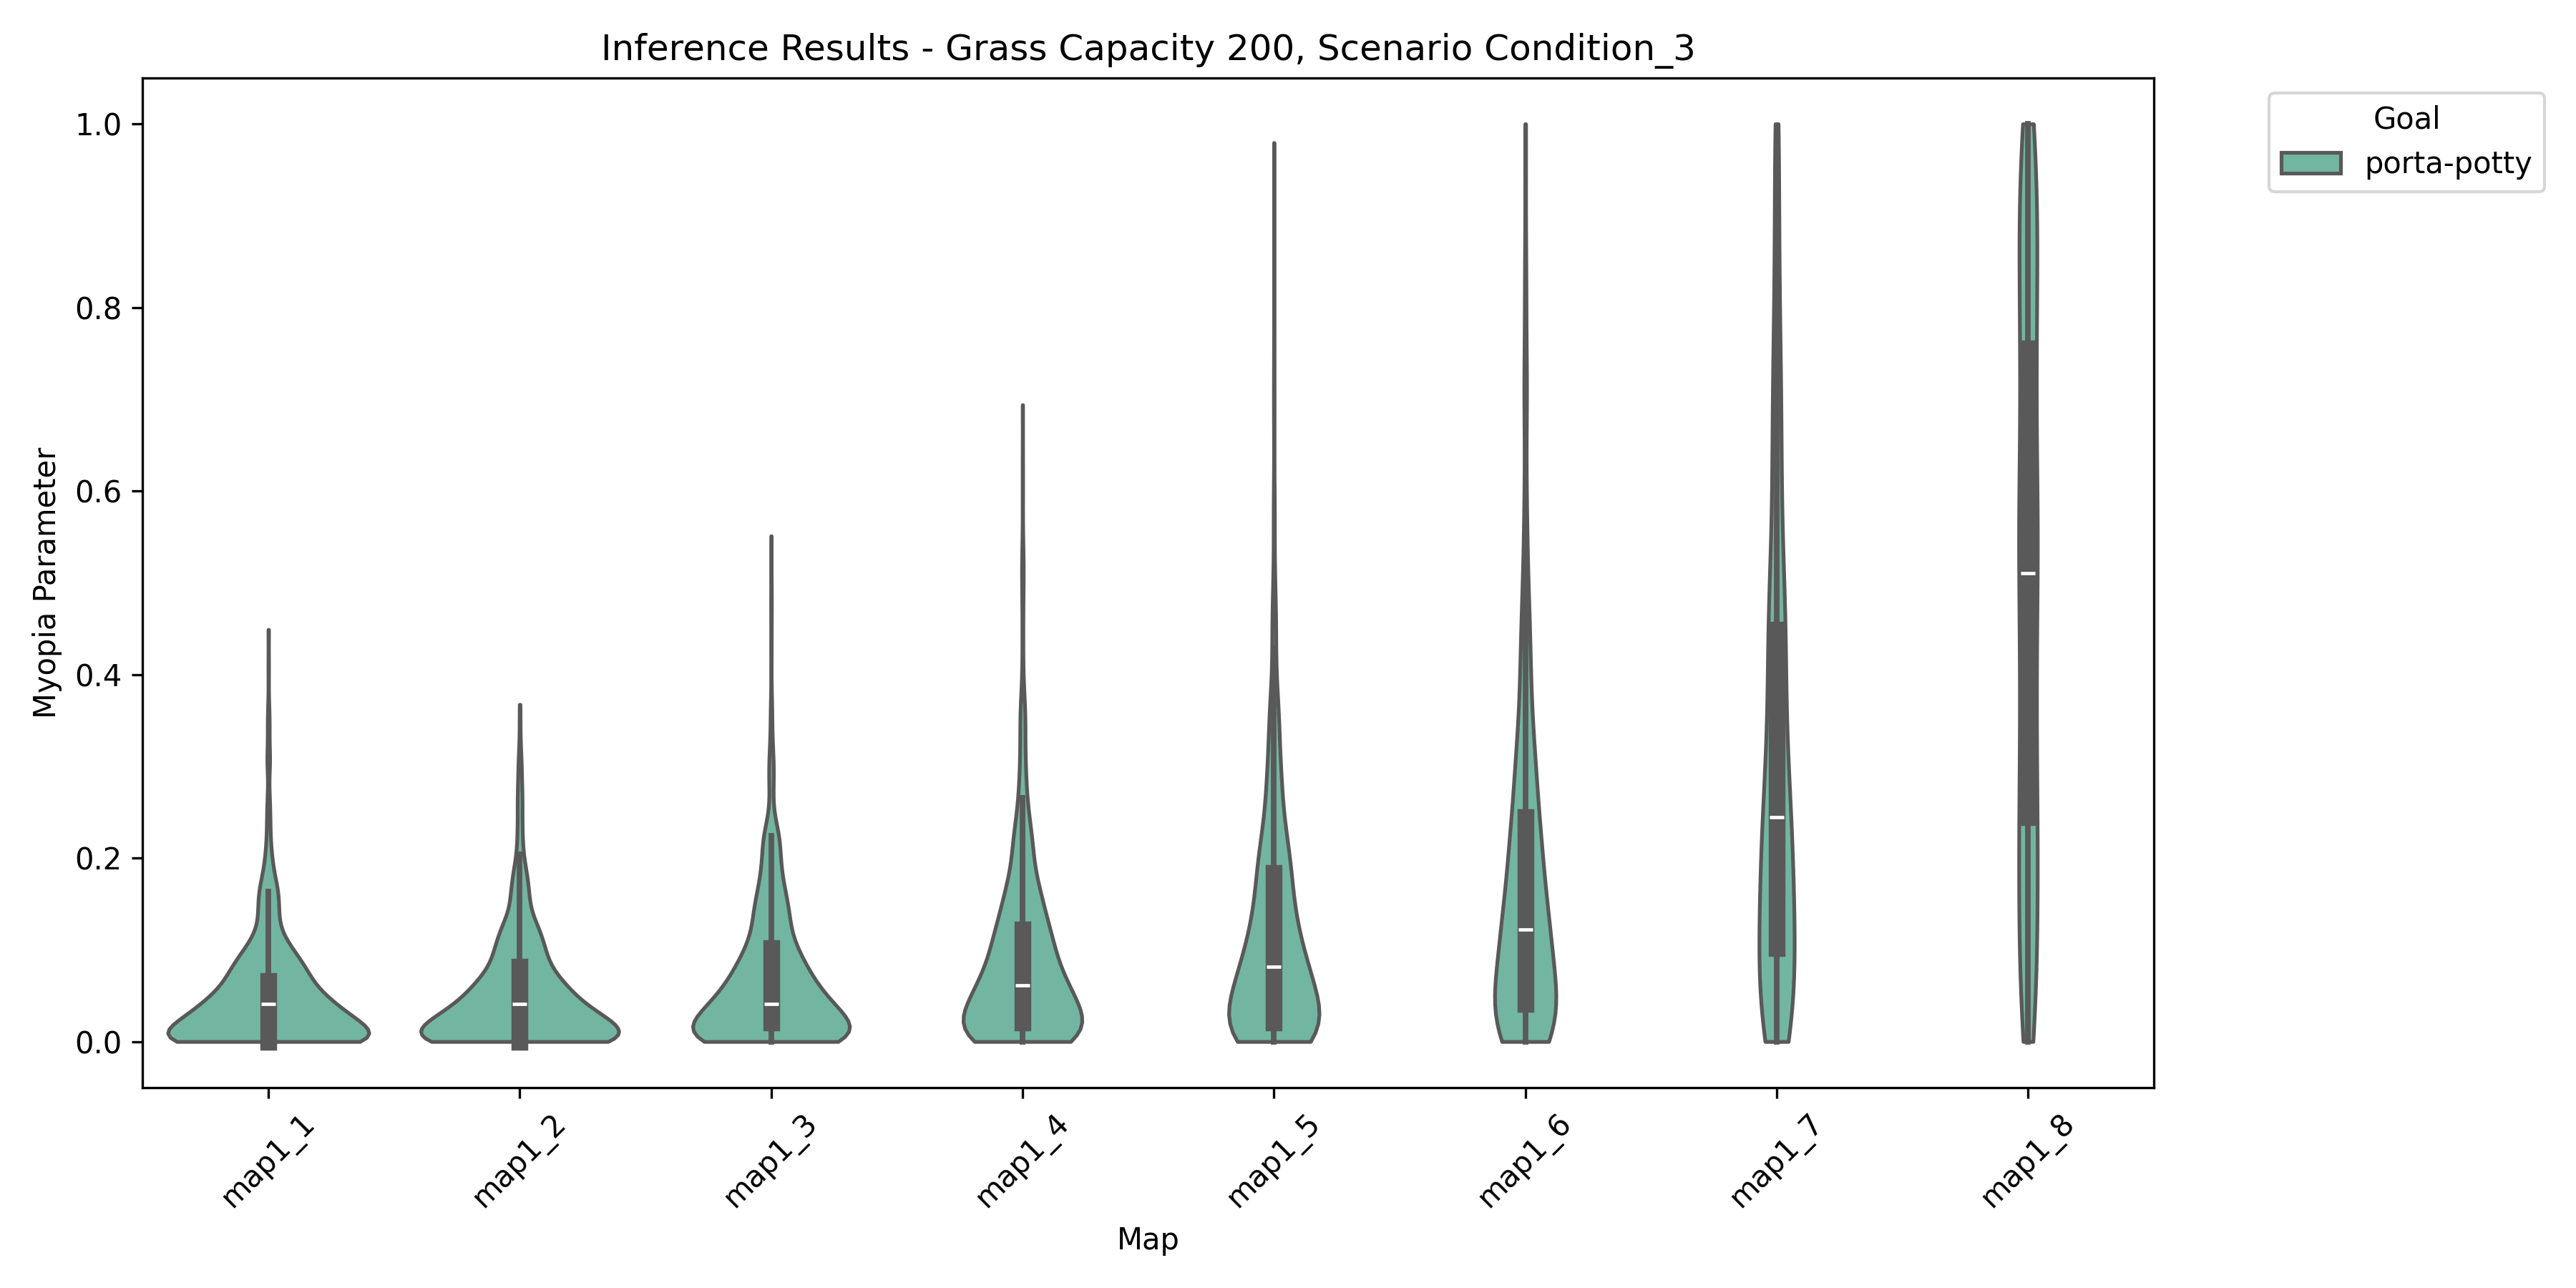 Inference Results - Grass Capacity 200, Scenario Condition_3
Goal
porta-potty
Myopia Parameter
1.0
0.8
0.6
0.4
0.2
0.0
map1_1
map1_2
map1_3
map1_4
map1_5
map1_6
map1_7
map1_8
Map